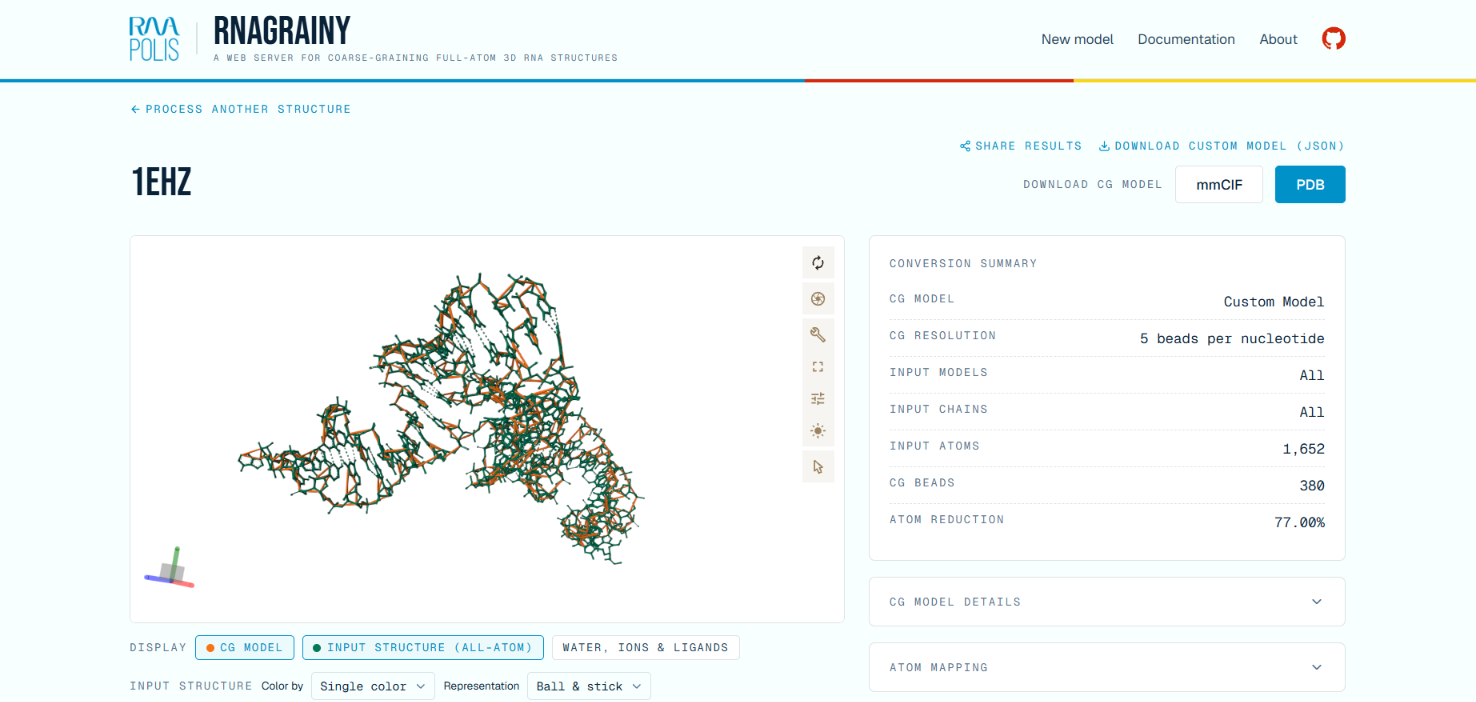 RNA POLIS
RNAGRAINY
A WEB SERVER FOR COARSE-GRAINING FULL-ATOM 3D RNA STRUCTURES
New model Documentation About
← PROCESS ANOTHER STRUCTURE
SHARE RESULTS DOWNLOAD CUSTOM MODEL (JSON)
1EHZ
DOWNLOAD CG MODEL mmCIF PDB
CONVERSION SUMMARY
CG MODEL Custom Model
CG RESOLUTION 5 beads per nucleotide
INPUT MODELS All
INPUT CHAINS All
INPUT ATOMS 1,652
CG BEADS 380
ATOM REDUCTION 77.00%
CG MODEL DETAILS
ATOM MAPPING
DISPLAY CG MODEL INPUT STRUCTURE (ALL-ATOM) WATER, IONS & LIGANDS
INPUT STRUCTURE Color by Single color Representation Ball & stick